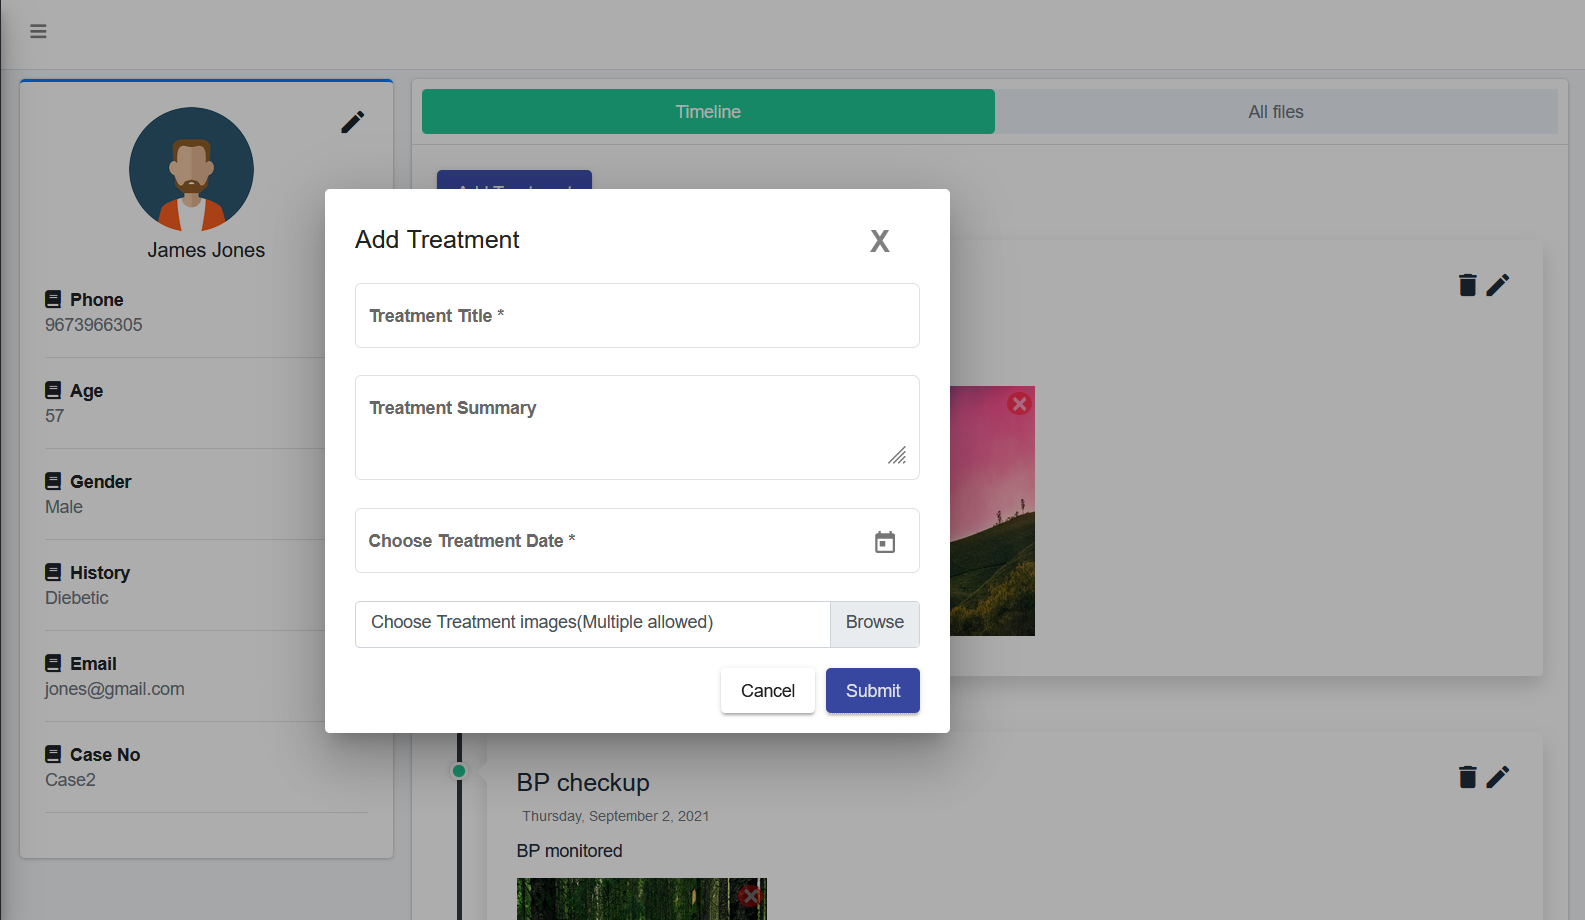 Timeline
All files
Add Treatment
James Jones
Phone
9673966305
Age
57
Gender
Male
History
Diebetic
Email
jones@gmail.com
Case No
Case2
Add Treatment
X
Treatment Title *
Treatment Summary
Choose Treatment Date *
Choose Treatment images(Multiple allowed)
Browse
Cancel
Submit
BP checkup
Thursday, September 2, 2021
BP monitored